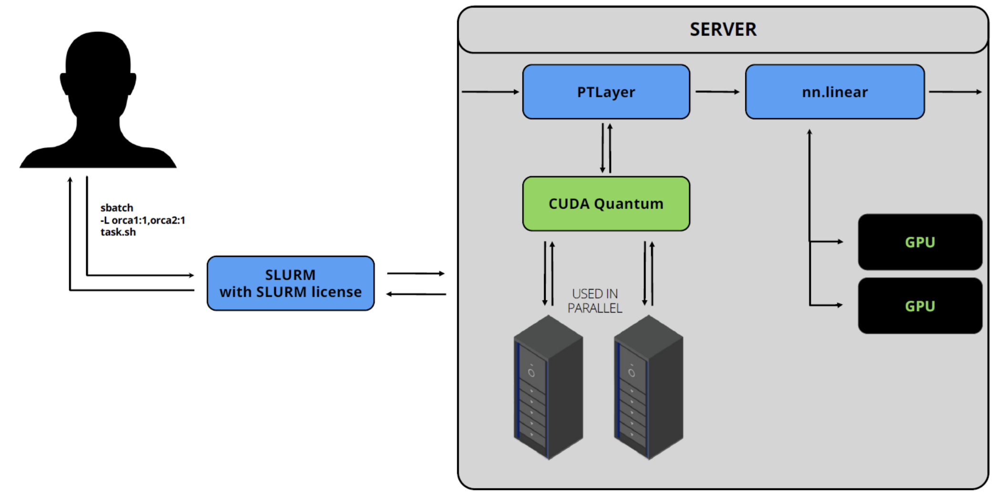 SERVER
PTLayer
nn.linear
CUDA Quantum
sbatch
-L orca1:1,orca2:1
task.sh
SLURM
with SLURM license
USED IN
PARALLEL
GPU
GPU